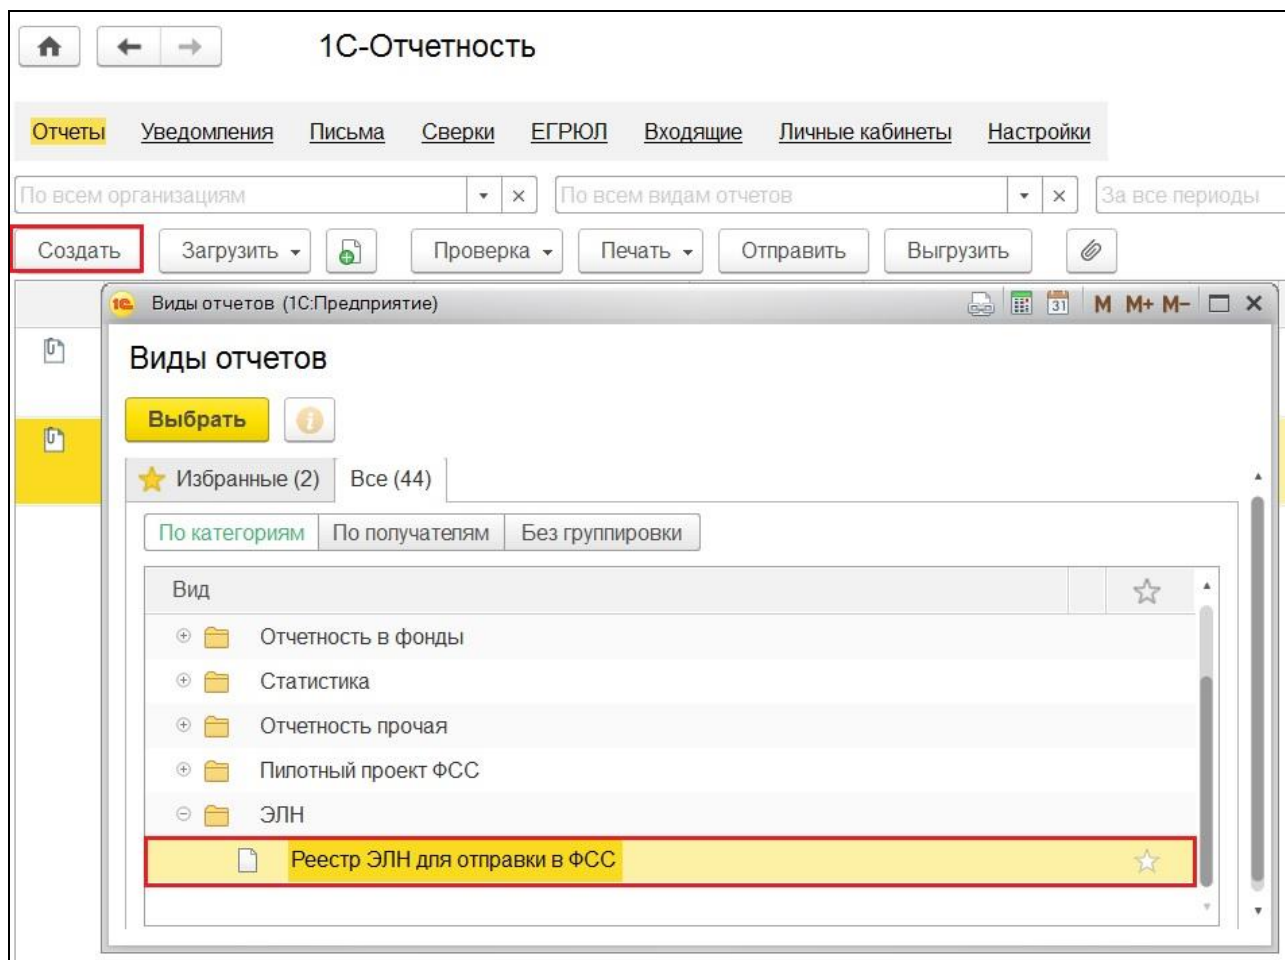 1С-Отчетность
Отчеты Уведомления Письма Сверки ЕГРЮЛ Входящие Личные кабинеты Настройки
По всем организациям По всем видам отчетов За все периоды
Создать Загрузить Проверка Печать Отправить Выгрузить
1С Виды отчетов (1С:Предприятие) 31 M M+ M-
Виды отчетов
Выбрать
Избранные (2) Все (44)
По категориям По получателям Без группировки
Вид
Отчетность в фонды
Статистика
Отчетность прочая
Пилотный проект ФСС
ЭЛН
Реестр ЭЛН для отправки в ФСС